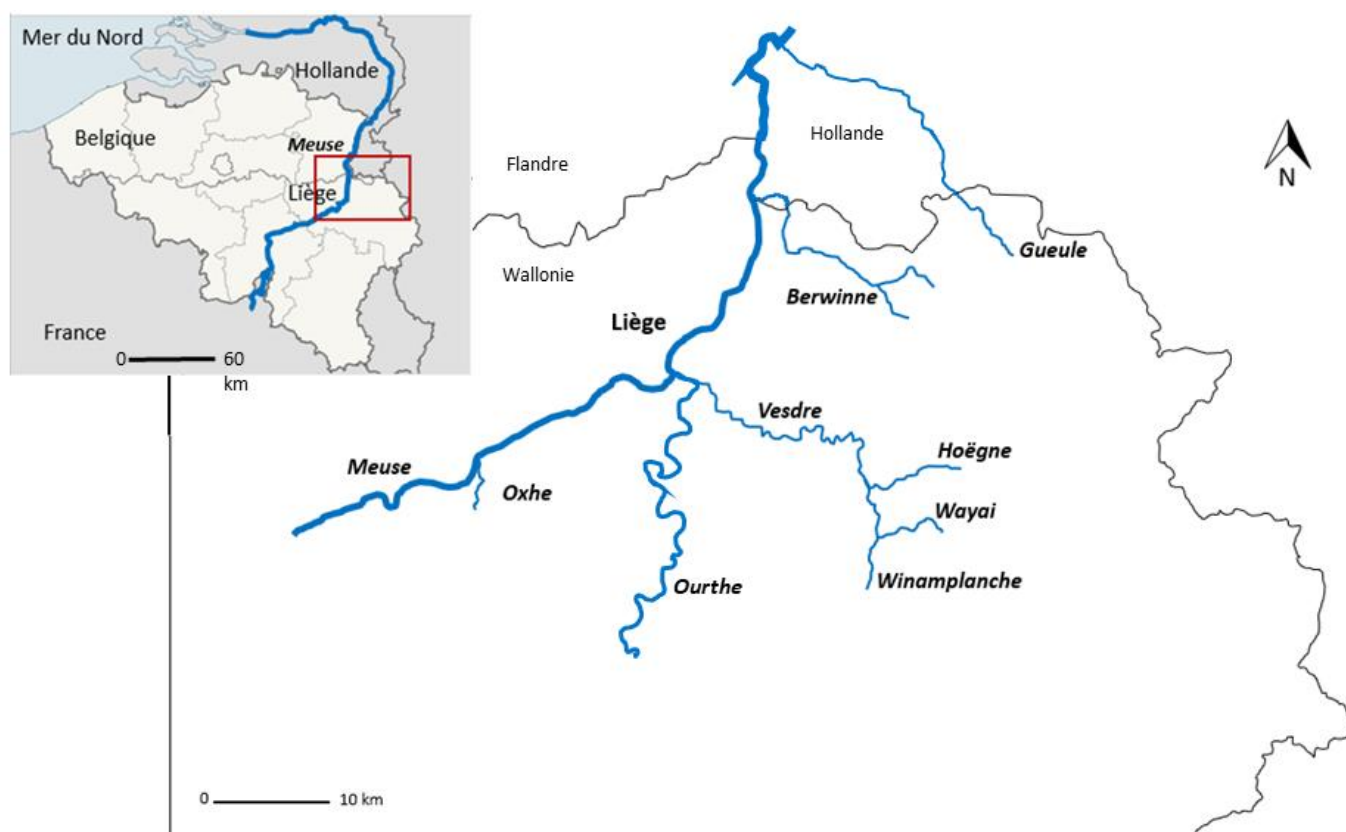 Mer du Nord
Hollande
Belgique
Meuse
Liège
France
0 60
km
Flandre
Hollande
N
Wallonie
Gueule
Berwinne
Liège
Vesdre
Hoëgne
Meuse
Oxhe
Wayai
Ourthe
Winamplanche
0 10 km